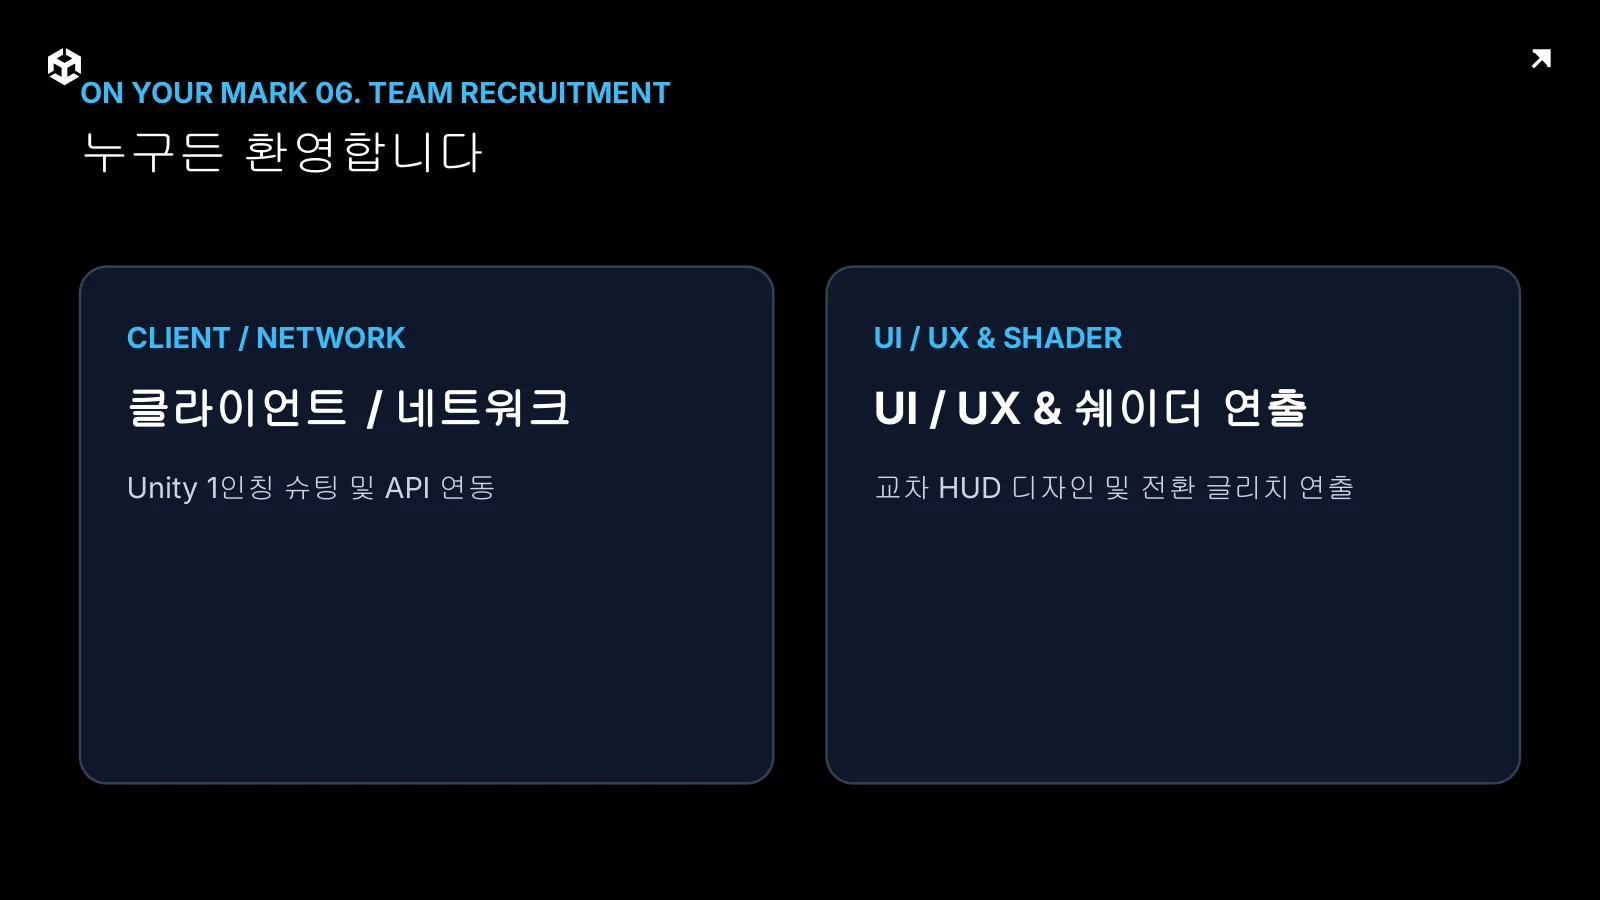 ON YOUR MARK 06. TEAM RECRUITMENT
누구든 환영합니다
CLIENT / NETWORK
클라이언트 / 네트워크
Unity 1인칭 슈팅 및 API 연동
UI / UX & SHADER
UI / UX & 쉐이더 연출
교차 HUD 디자인 및 전환 글리치 연출